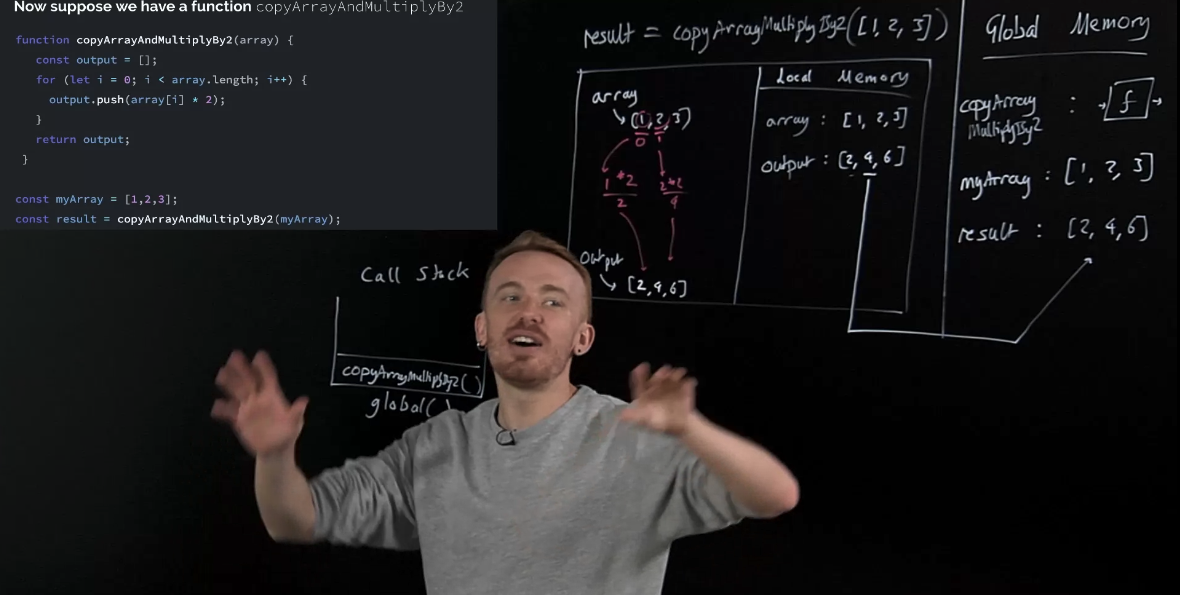 Now suppose we have a function copyArrayAndMultiplyBy2
function copyArrayAndMultiplyBy2(array) {
const output = [];
for (let i = 0; i < array.length; i++) {
output.push(array[i] * 2);
}
return output;
}
const myArray = [1,2,3];
const result = copyArrayAndMultiplyBy2(myArray);
result = copyArrayMultiplyBy2([1, 2, 3])
array
[1, 2, 3]
0 1
1*2 2*2
2 4
output
[2, 4, 6]
Local Memory
array : [1, 2, 3]
output : [2, 4, 6]
Global Memory
copyArray
MultiplyBy2 : f
myArray : [1, 2, 3]
result : [2, 4, 6]
Call Stack
copyArrayMultiplyBy2( )
global( )